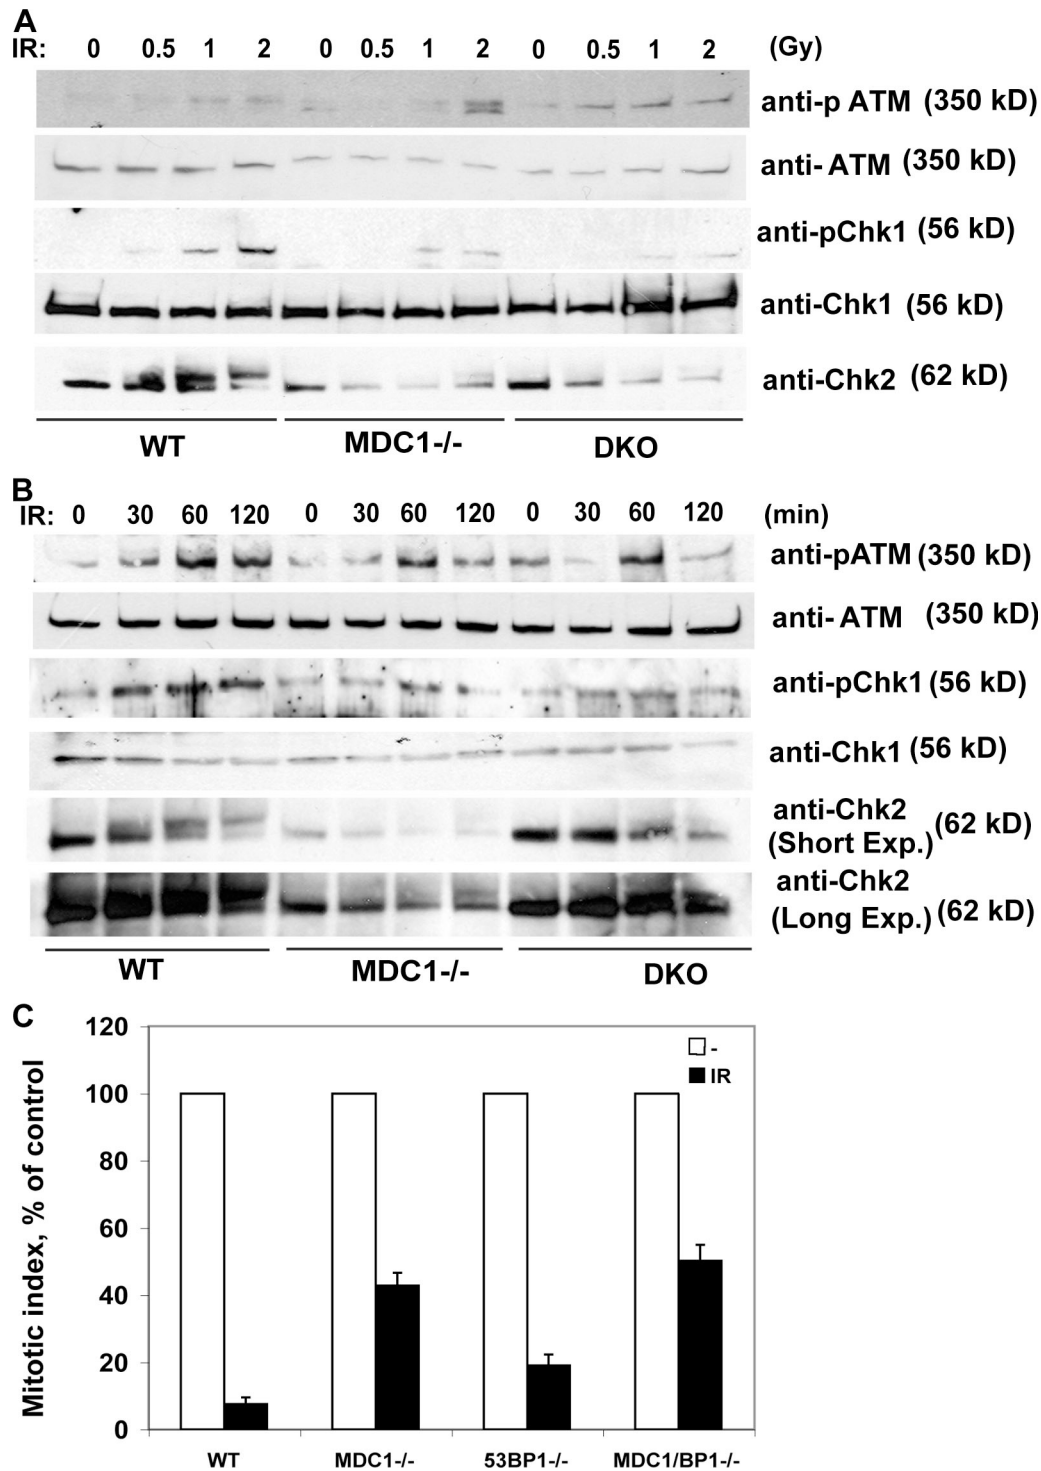 A
IR: 0 0.5 1 2 0 0.5 1 2 0 0.5 1 2 (Gy)
anti-p ATM (350 kD)
anti- ATM (350 kD)
anti-pChk1 (56 kD)
anti-Chk1 (56 kD)
anti-Chk2 (62 kD)
WT MDC1-/- DKO
B
IR: 0 30 60 120 0 30 60 120 0 30 60 120 (min)
anti-pATM (350 kD)
anti- ATM (350 kD)
anti-pChk1 (56 kD)
anti-Chk1 (56 kD)
anti-Chk2
(Short Exp.) (62 kD)
anti-Chk2
(Long Exp.) (62 kD)
WT MDC1-/- DKO
C
Mitotic index, % of control
120
100
80
60
40
20
0
-
IR
WT MDC1-/- 53BP1-/- MDC1/BP1-/-